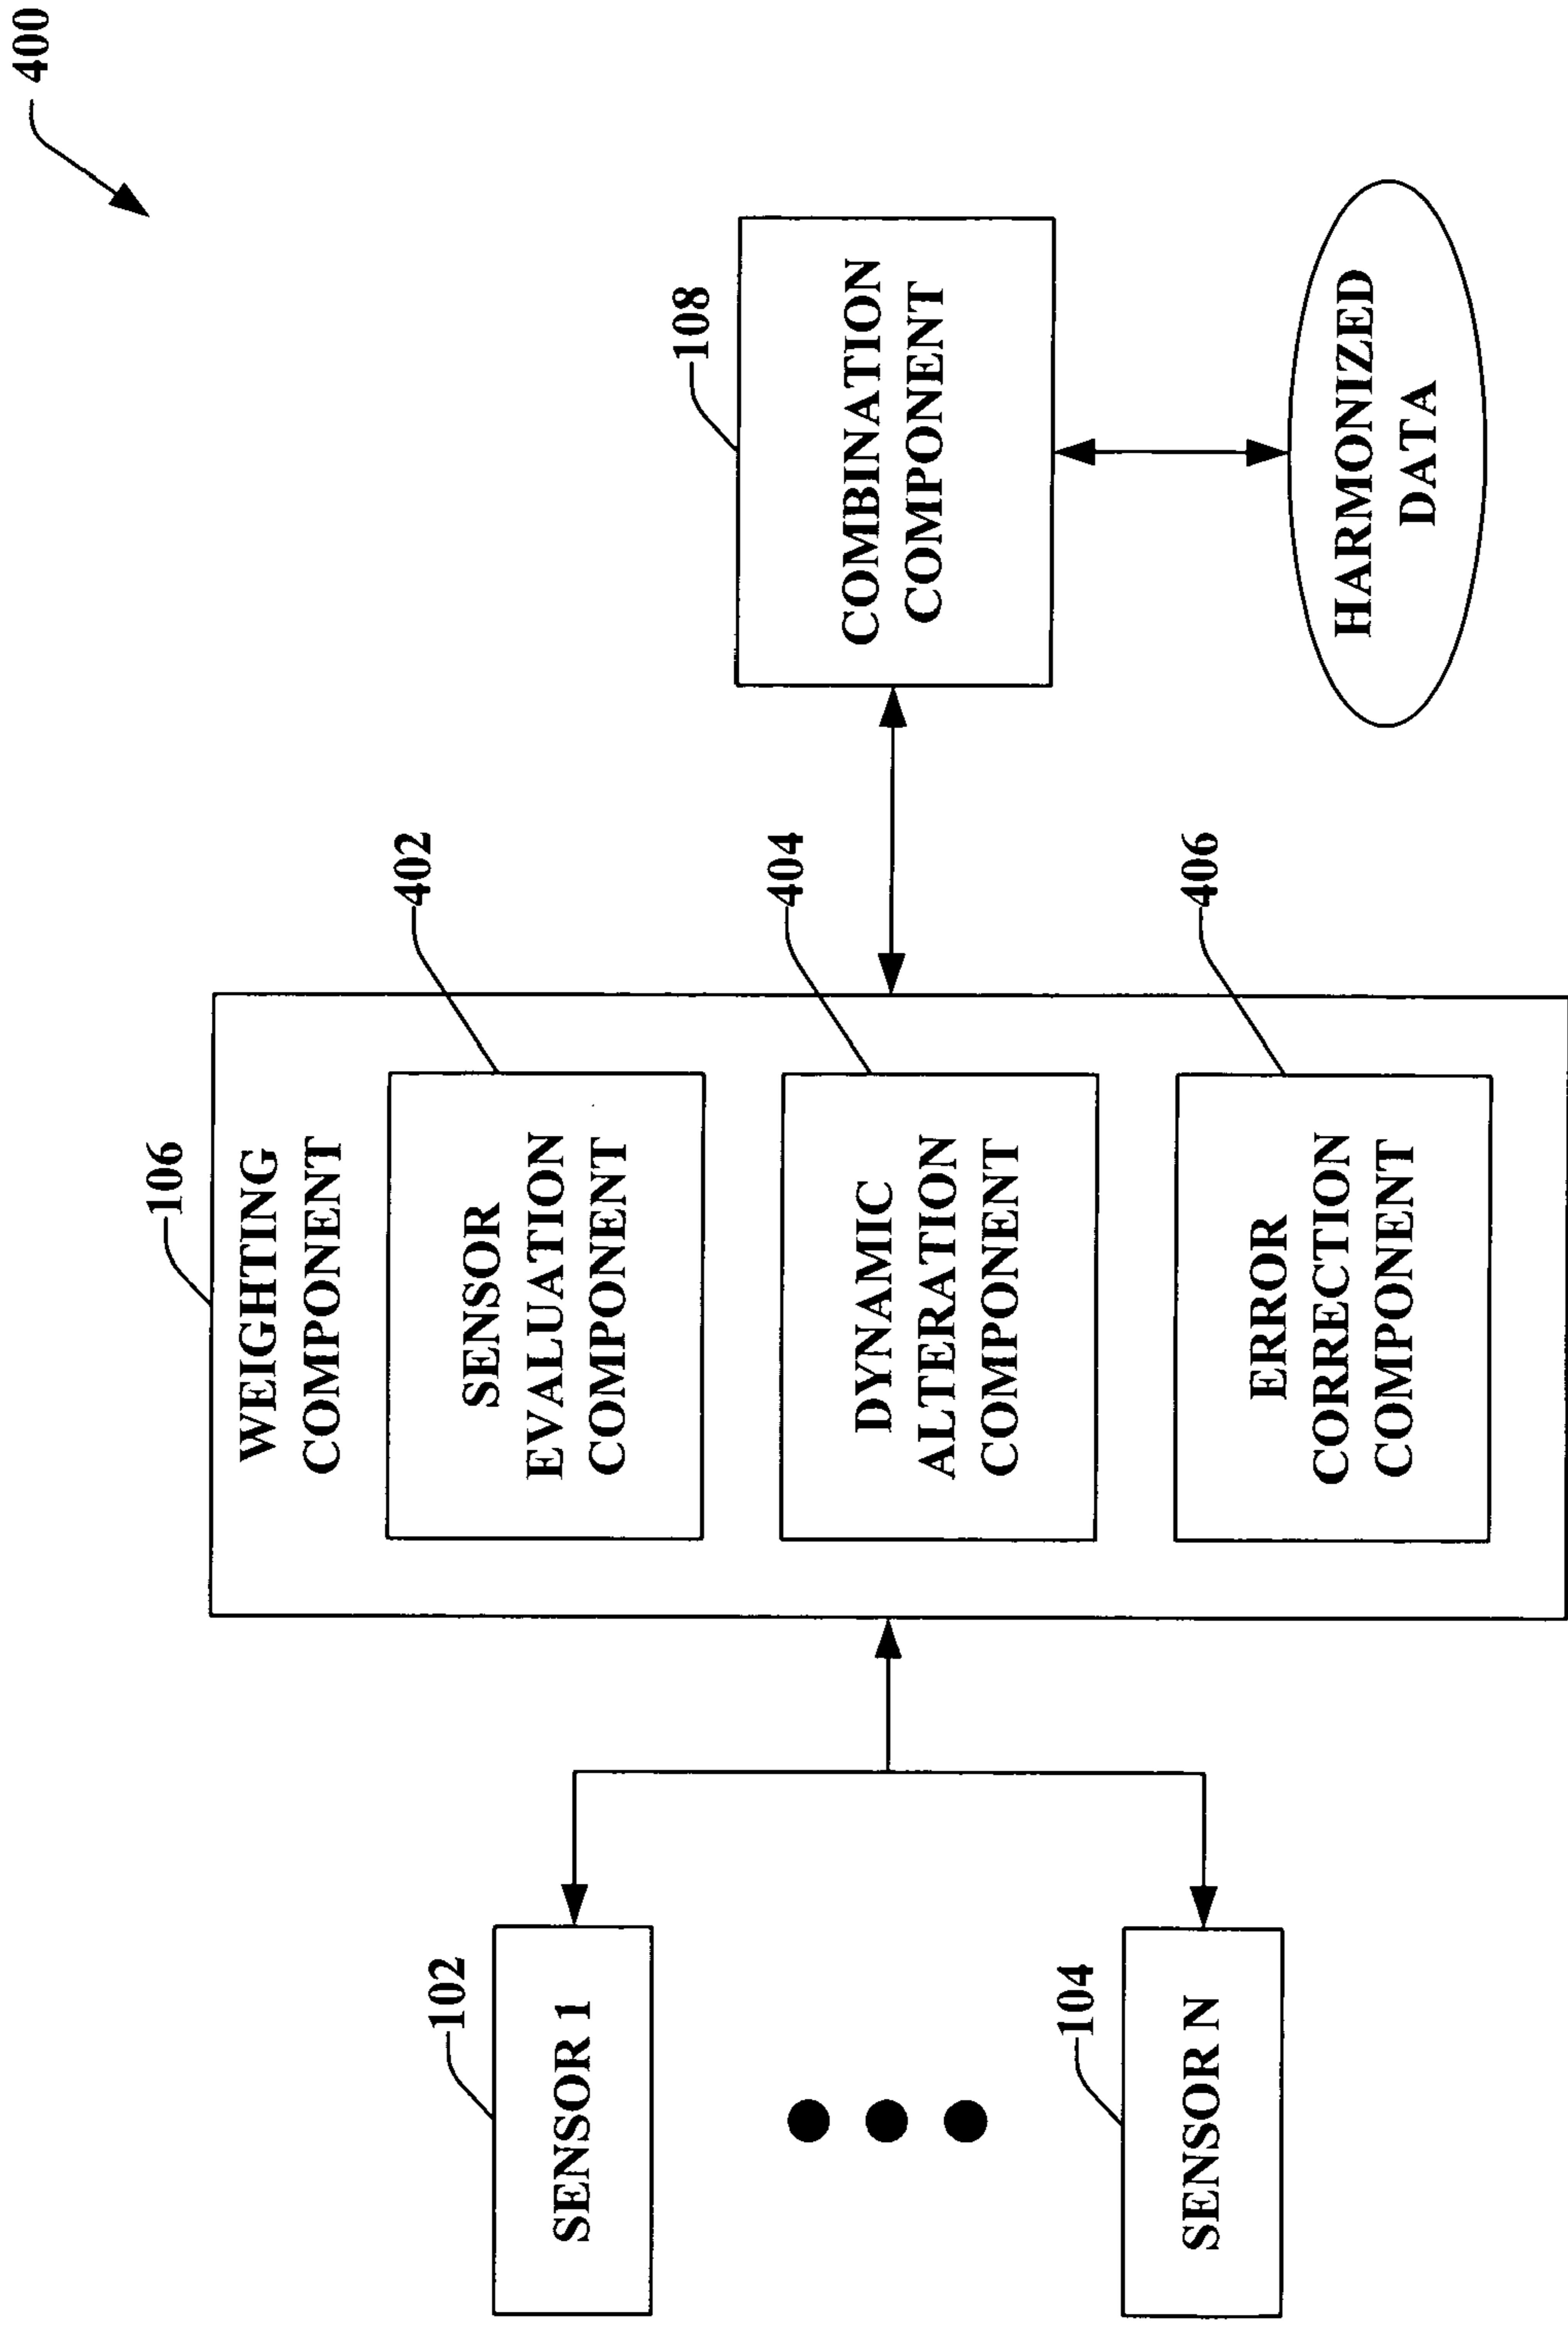 400
106
WEIGHTING
COMPONENT
402
SENSOR
EVALUATION
COMPONENT
404
DYNAMIC
ALTERATION
COMPONENT
406
ERROR
CORRECTION
COMPONENT
102
SENSOR 1
104
SENSOR N
108
COMBINATION
COMPONENT
HARMONIZED
DATA